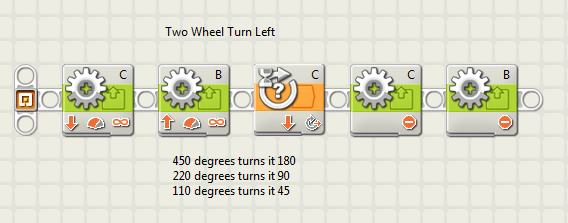 Two Wheel Turn Left
C B C C B
450 degrees turns it 180
220 degrees turns it 90
110 degrees turns it 45